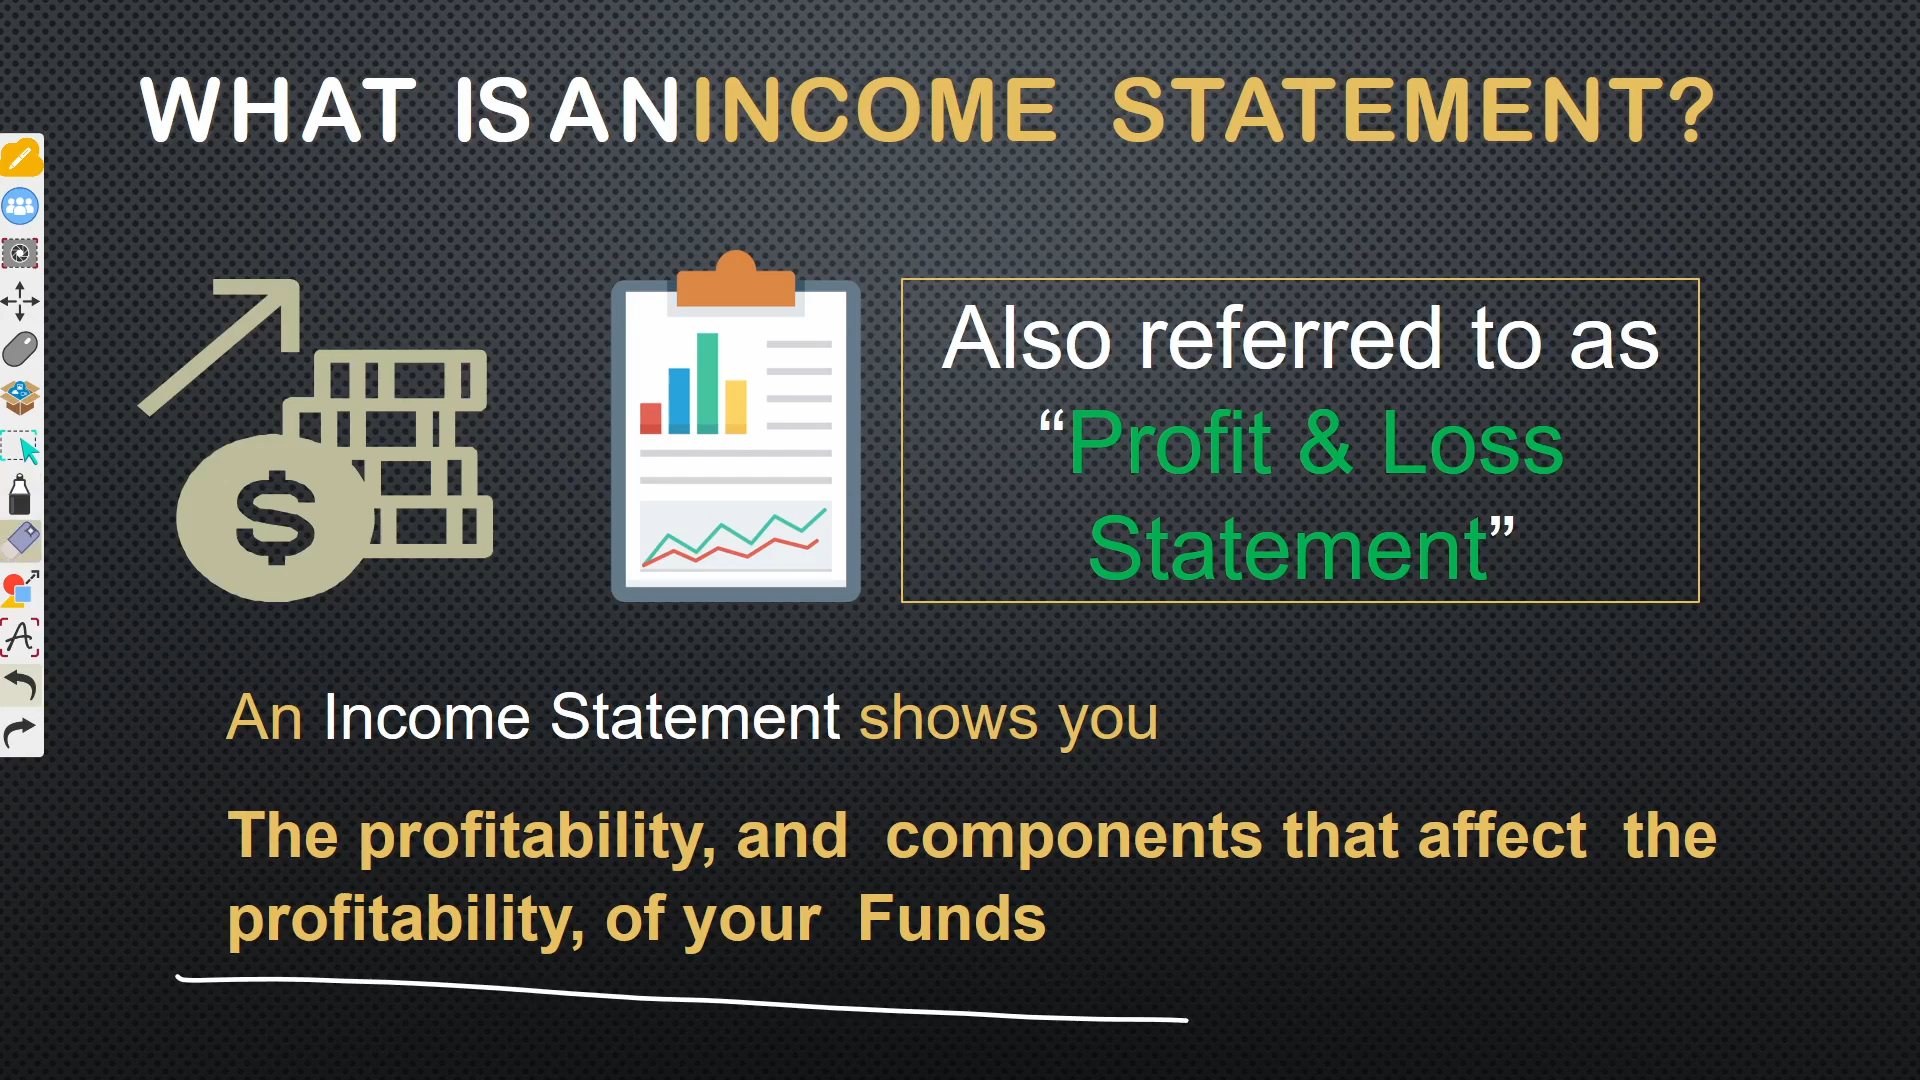 WHAT IS AN INCOME STATEMENT?
Also referred to as
“Profit & Loss
Statement”
An Income Statement shows you
The profitability, and components that affect the
profitability, of your Funds